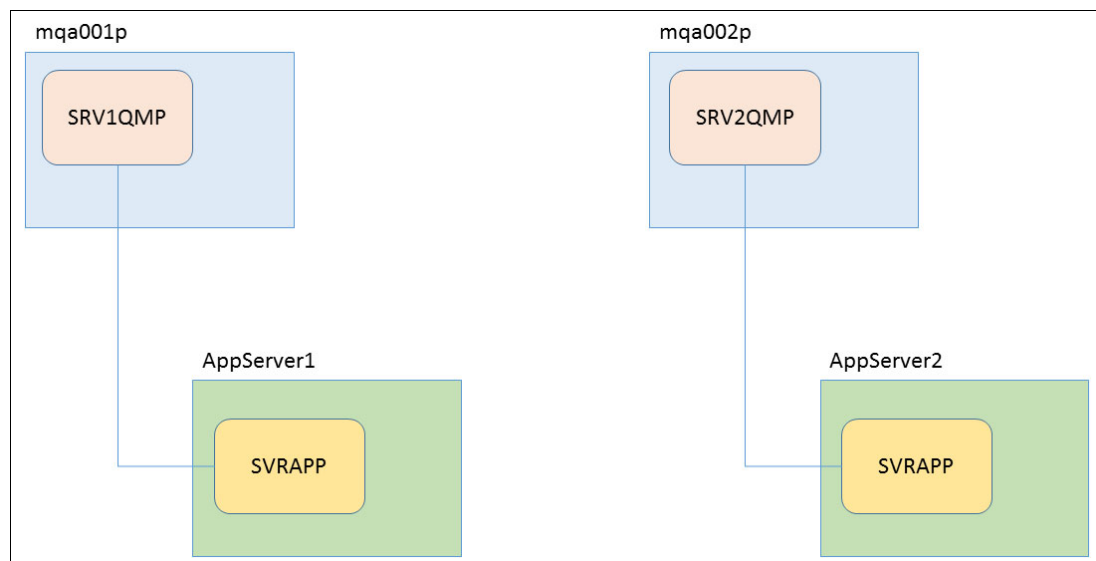 mqa001p
mqa002p
SRV1QMP
SRV2QMP
AppServer1
AppServer2
SVRAPP
SVRAPP